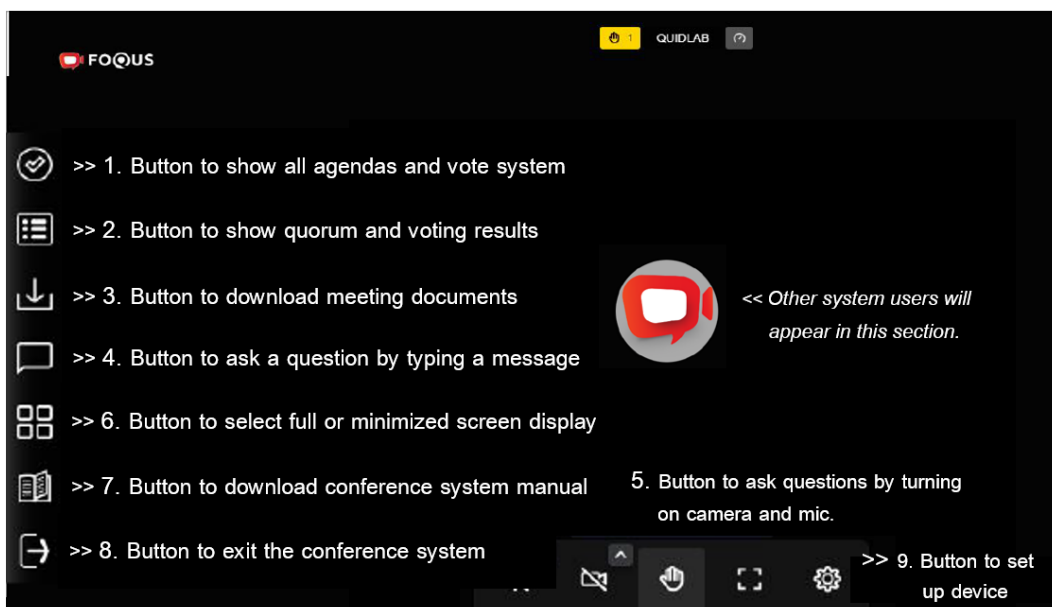 FOQUS
1 QUIDLAB
>> 1. Button to show all agendas and vote system
>> 2. Button to show quorum and voting results
>> 3. Button to download meeting documents
<< Other system users will
appear in this section.
>> 4. Button to ask a question by typing a message
>> 6. Button to select full or minimized screen display
>> 7. Button to download conference system manual
5. Button to ask questions by turning
on camera and mic.
>> 8. Button to exit the conference system
>> 9. Button to set
up device